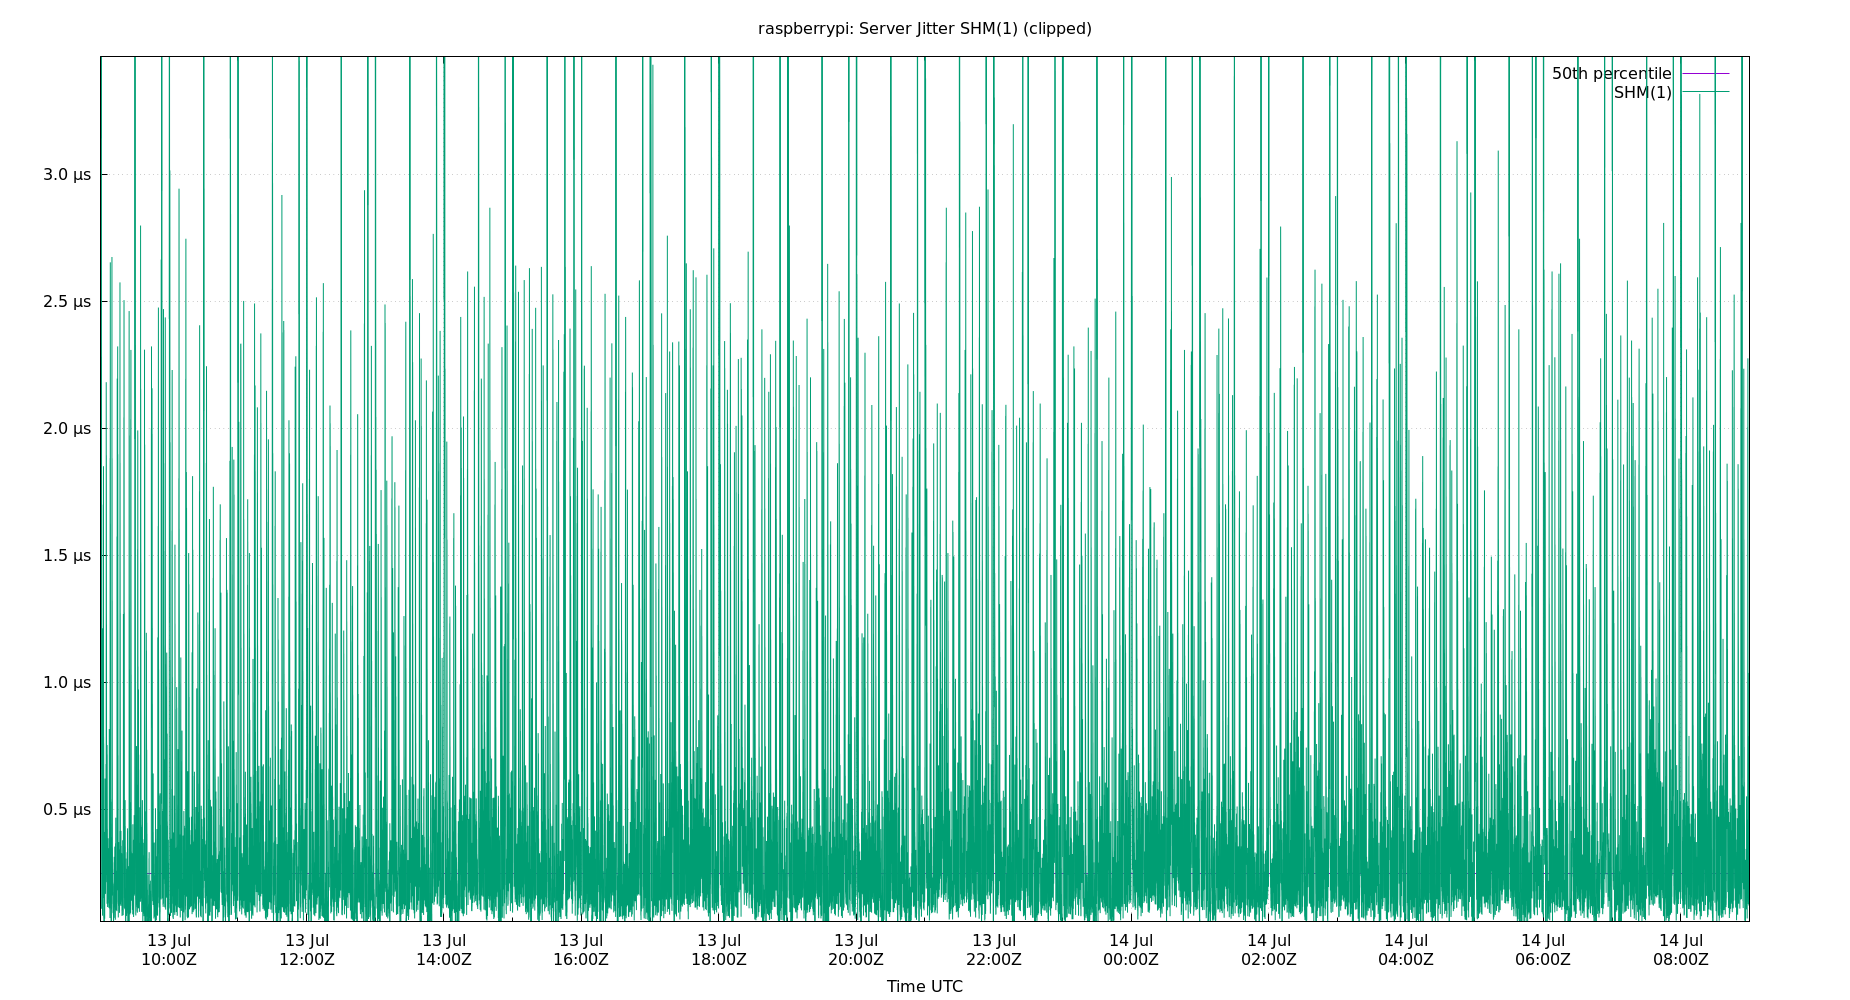 raspberrypi: Server Jitter SHM(1) (clipped)
50th percentile
SHM(1)
3.0 µs
2.5 µs
2.0 µs
1.5 µs
1.0 µs
0.5 µs
13 Jul 13 Jul 13 Jul 13 Jul 13 Jul 13 Jul 13 Jul 14 Jul 14 Jul 14 Jul 14 Jul 14 Jul
10:00Z 12:00Z 14:00Z 16:00Z 18:00Z 20:00Z 22:00Z 00:00Z 02:00Z 04:00Z 06:00Z 08:00Z
Time UTC